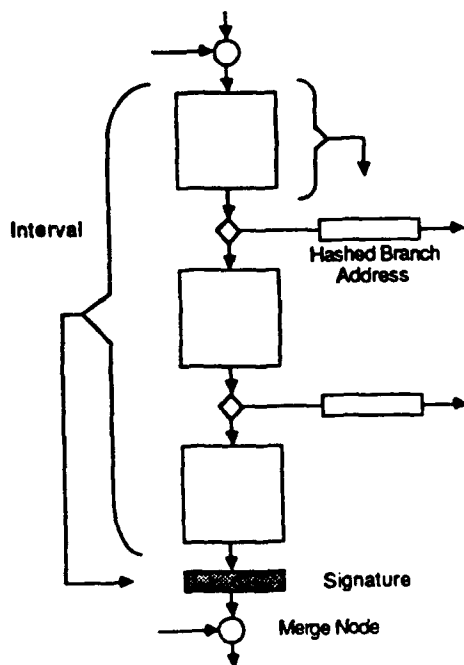 Interval
Hashed Branch
Address
Signature
Merge Node